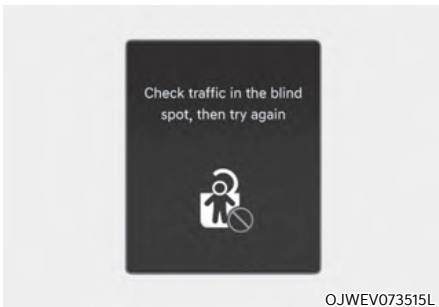 Check traffic in the blind
spot, then try again
OJWEV073515L